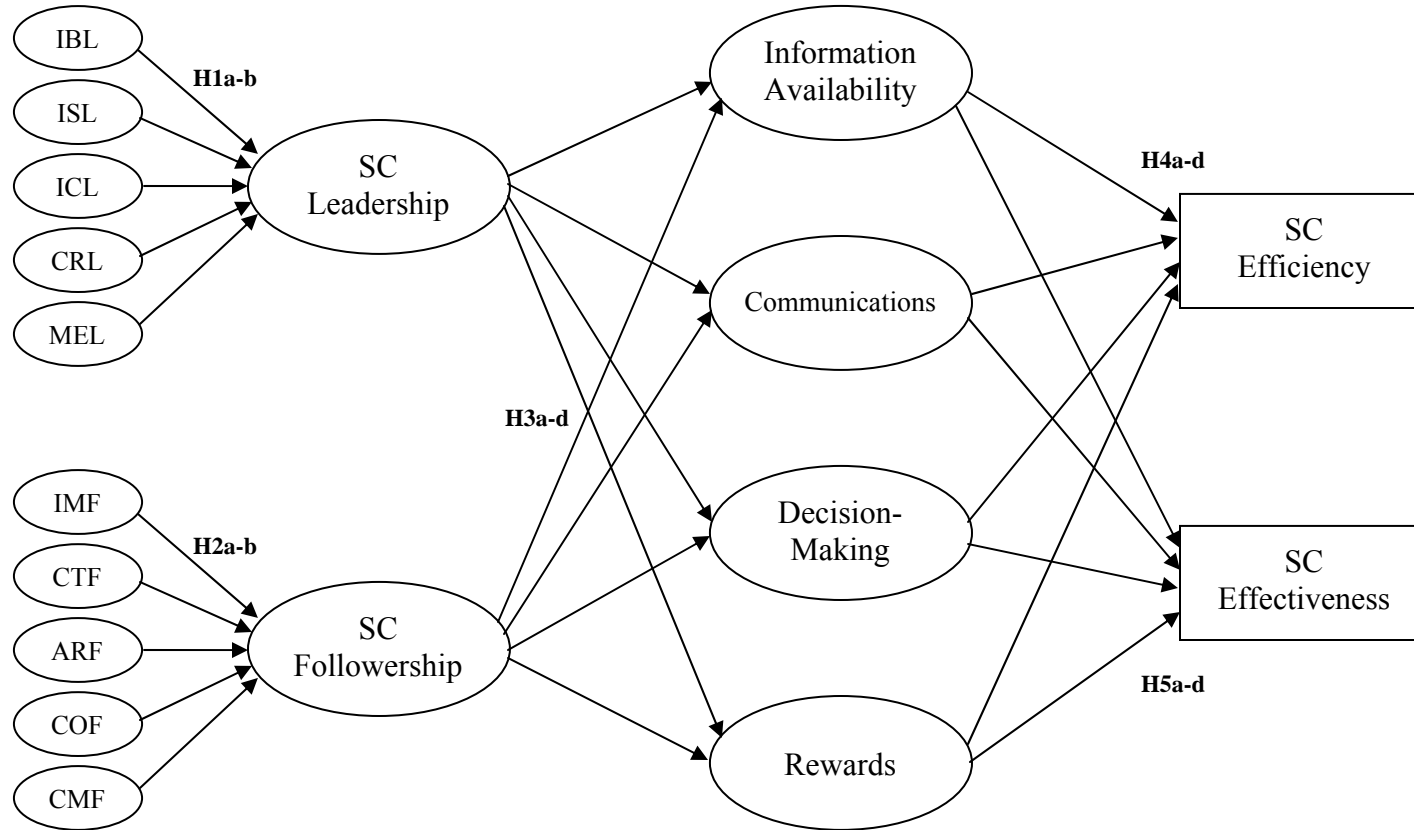 IBL
ISL
ICL
CRL
MEL
H1a-b
SC
Leadership
IMF
CTF
ARF
COF
CMF
H2a-b
SC
Followership
H3a-d
Information
Availability
Communications
Decision-
Making
Rewards
H4a-d
SC
Efficiency
SC
Effectiveness
H5a-d